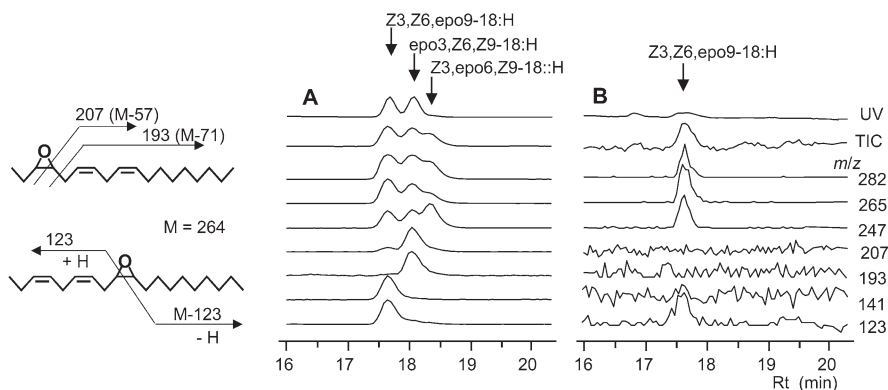 207 (M-57)
193 (M-71)
O
M = 264
123
+ H
O
M-123
- H
A
Z3,Z6,epo9-18:H
epo3,Z6,Z9-18:H
Z3,epo6,Z9-18::H
16 17 18 19 20
B
Z3,Z6,epo9-18:H
UV
TIC
m/z
282
265
247
207
193
141
123
16 17 18 19 20
Rt (min)